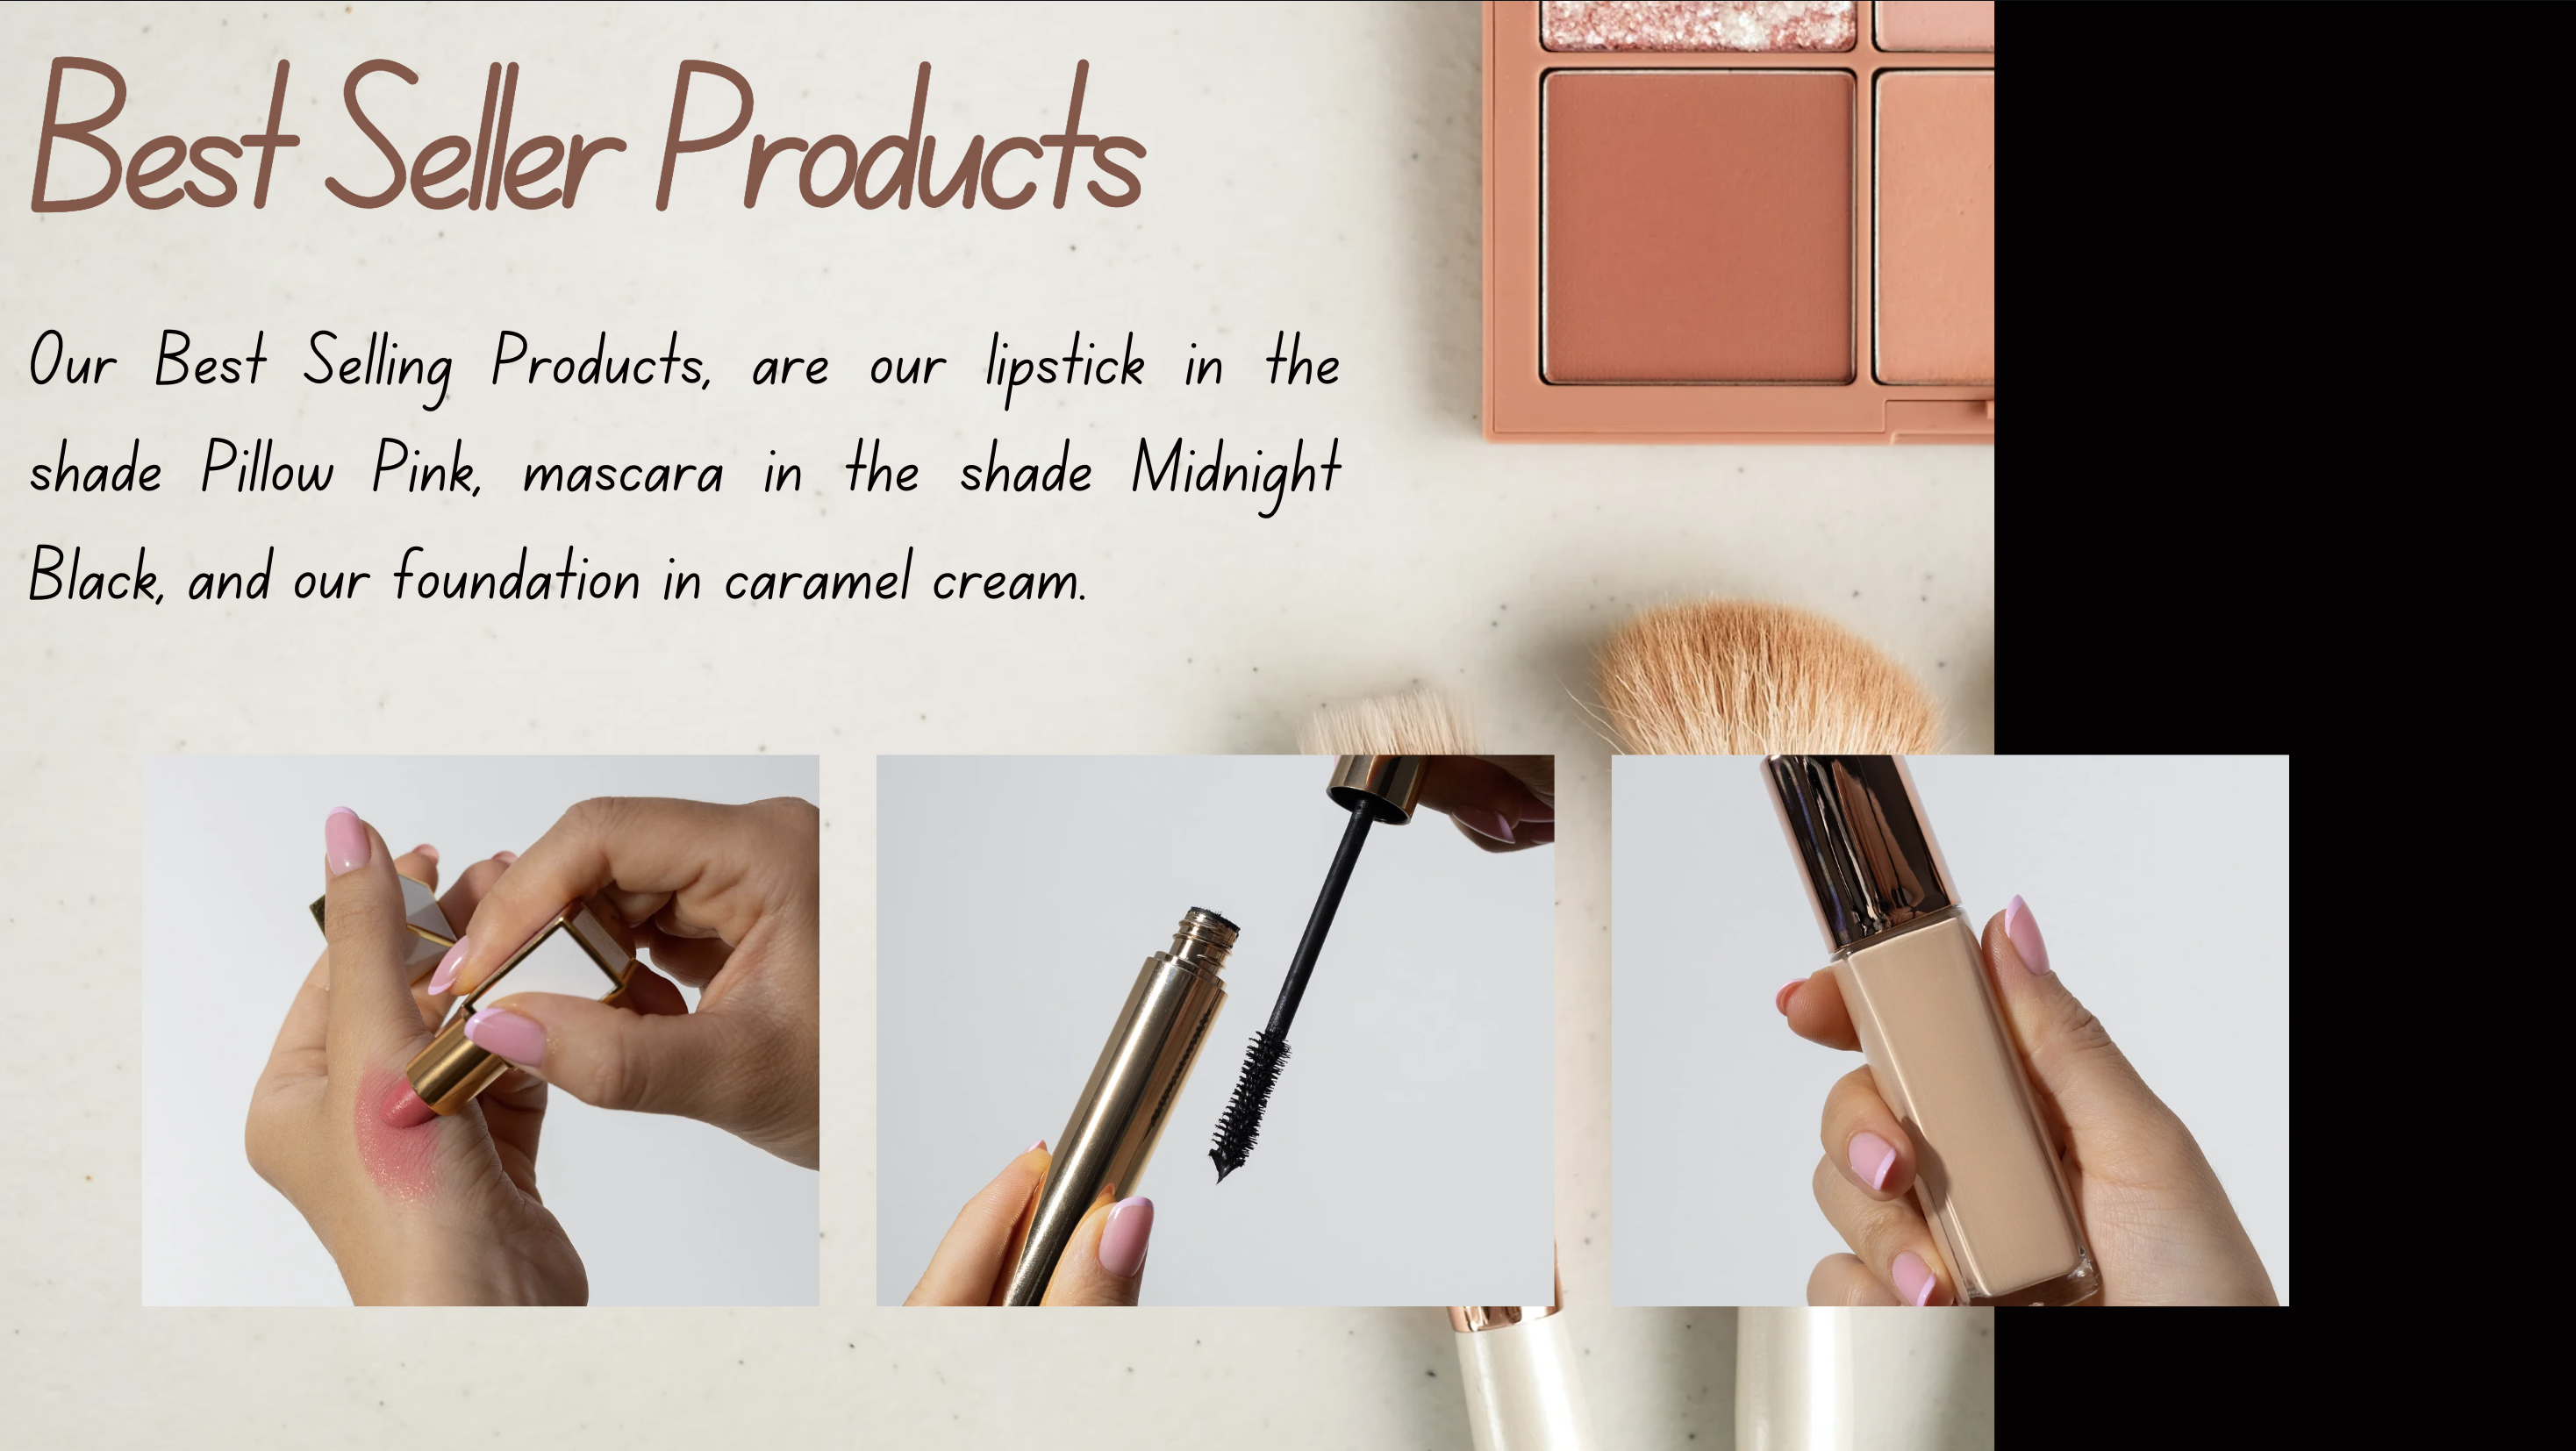 Best Seller Products
Our Best Selling Products, are our lipstick in the
shade Pillow Pink, mascara in the shade Midnight
Black, and our foundation in caramel cream.